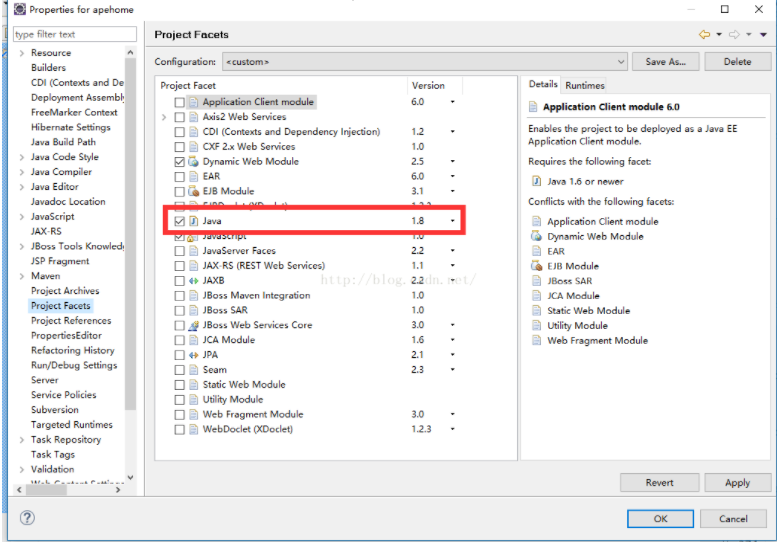 Properties for apehome
type filter text
Resource
Builders
CDI (Contexts and De
Deployment Assembl
FreeMarker Context
Hibernate Settings
Java Build Path
Java Code Style
Java Compiler
Java Editor
Javadoc Location
JavaScript
JAX-RS
JBoss Tools Knowled
JSP Fragment
Maven
Project Archives
Project Facets
Project References
PropertiesEditor
Refactoring History
Run/Debug Settings
Server
Service Policies
Subversion
Targeted Runtimes
Task Repository
Task Tags
Validation
Web Content Settings
Project Facets
Configuration: <custom> Save As... Delete
Project Facet Version
Application Client module 6.0
Axis2 Web Services
CDI (Contexts and Dependency Injection) 1.2
CXF 2.x Web Services 1.0
Dynamic Web Module 2.5
EAR 6.0
EJB Module 3.1
EJBDoclet (XDoclet) 1.2.3
Java 1.8
JavaScript 1.0
JavaServer Faces 2.2
JAX-RS (REST Web Services) 1.1
JAXB 2.2
JBoss Maven Integration 1.0
JBoss SAR 1.0
JBoss Web Services Core 3.0
JCA Module 1.6
JPA 2.1
Seam 2.3
Static Web Module
Utility Module
Web Fragment Module 3.0
WebDoclet (XDoclet) 1.2.3
http://blog.csdn.net/
Details Runtimes
Application Client module 6.0
Enables the project to be deployed as a Java EE
Application Client module.
Requires the following facet:
Java 1.6 or newer
Conflicts with the following facets:
Application Client module
Dynamic Web Module
EAR
EJB Module
JBoss SAR
JCA Module
Static Web Module
Utility Module
Web Fragment Module
Revert Apply
OK Cancel